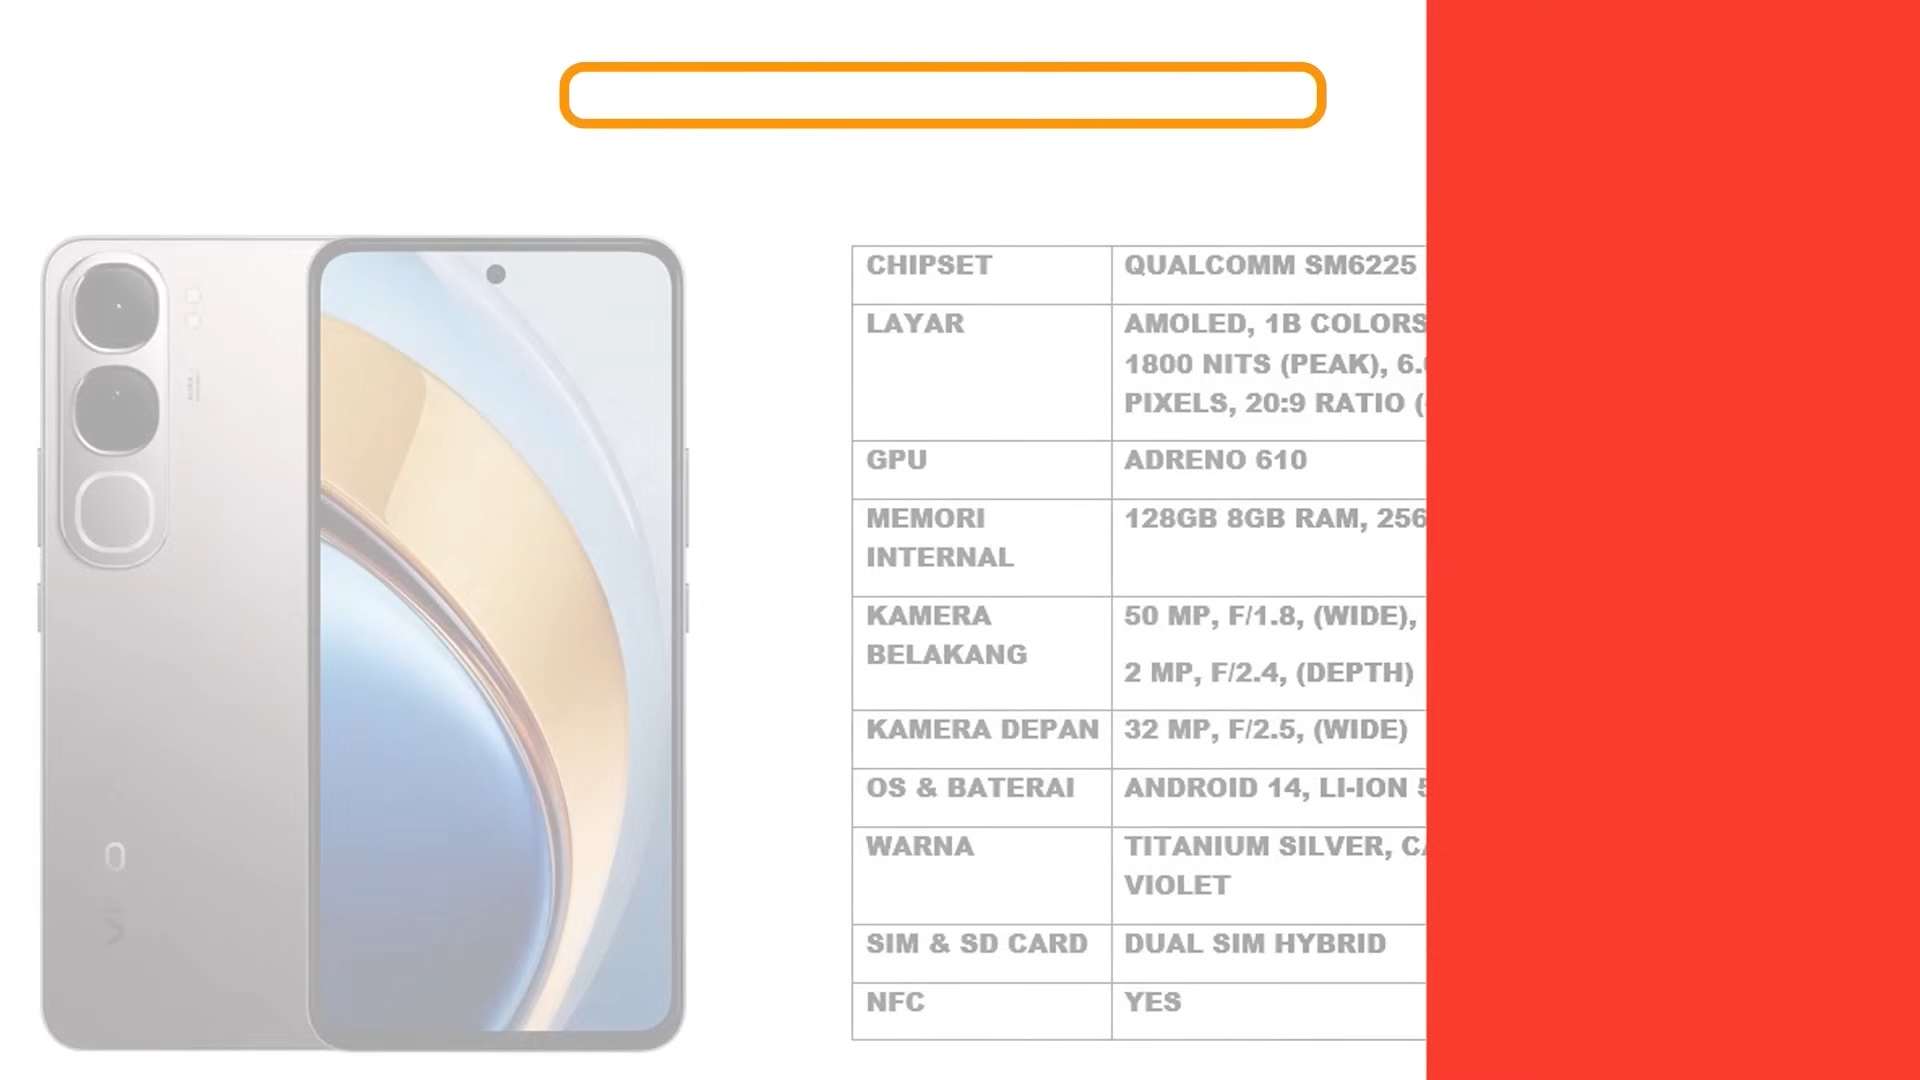 CHIPSET QUALCOMM SM6225
LAYAR AMOLED, 1B COLORS
1800 NITS (PEAK), 6.
PIXELS, 20:9 RATIO (
GPU ADRENO 610
MEMORI INTERNAL 128GB 8GB RAM, 256
KAMERA BELAKANG 50 MP, F/1.8, (WIDE),
2 MP, F/2.4, (DEPTH)
KAMERA DEPAN 32 MP, F/2.5, (WIDE)
OS & BATERAI ANDROID 14, LI-ION
WARNA TITANIUM SILVER,
VIOLET
SIM & SD CARD DUAL SIM HYBRID
NFC YES